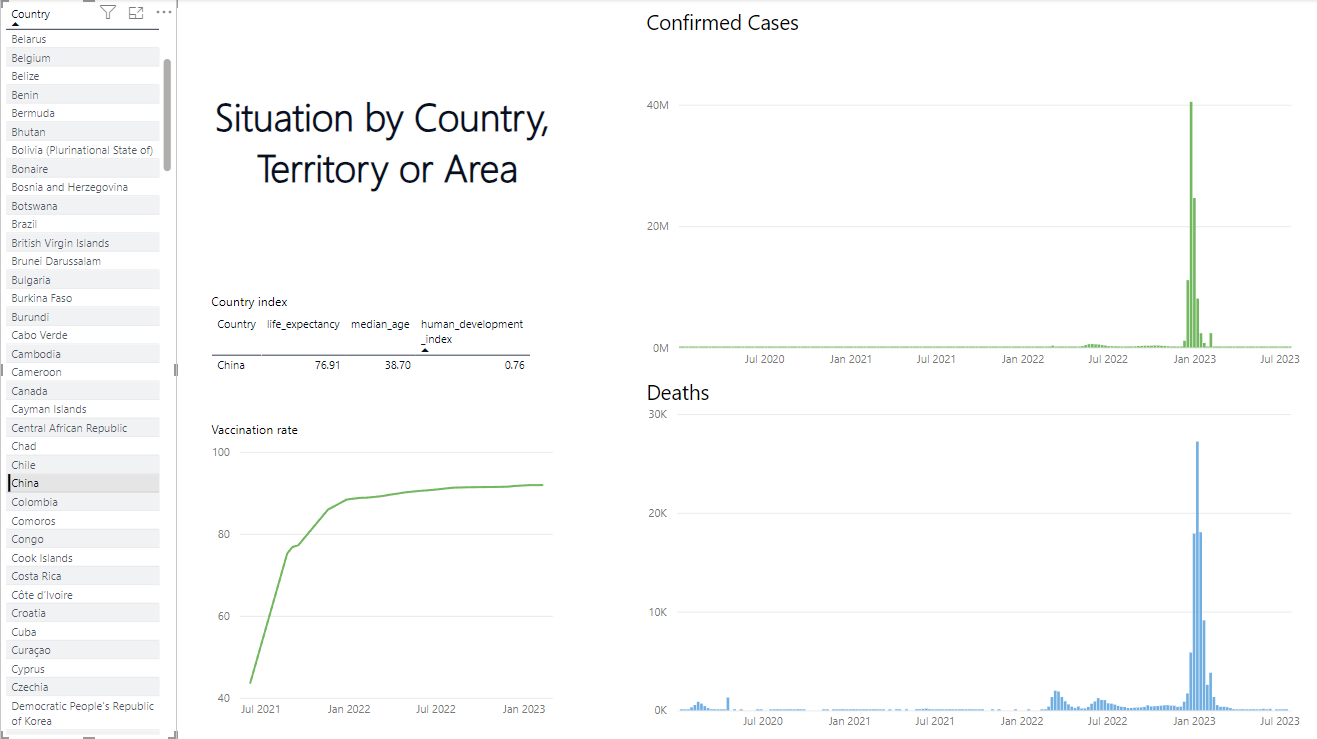 Country
Belarus
Belgium
Belize
Benin
Bermuda
Bhutan
Bolivia (Plurinational State of)
Bonaire
Bosnia and Herzegovina
Botswana
Brazil
British Virgin Islands
Brunei Darussalam
Bulgaria
Burkina Faso
Burundi
Cabo Verde
Cambodia
Cameroon
Canada
Cayman Islands
Central African Republic
Chad
Chile
China
Colombia
Comoros
Congo
Cook Islands
Costa Rica
Côte d'Ivoire
Croatia
Cuba
Curaçao
Cyprus
Czechia
Democratic People's Republic
of Korea
Situation by Country,
Territory or Area
Country index
Country life_expectancy median_age human_development
_index
China 76.91 38.70 0.76
Vaccination rate
100
80
60
40
Jul 2021 Jan 2022 Jul 2022 Jan 2023
Confirmed Cases
40M
20M
0M
Jul 2020 Jan 2021 Jul 2021 Jan 2022 Jul 2022 Jan 2023 Jul 2023
Deaths
30K
20K
10K
0K
Jul 2020 Jan 2021 Jul 2021 Jan 2022 Jul 2022 Jan 2023 Jul 2023